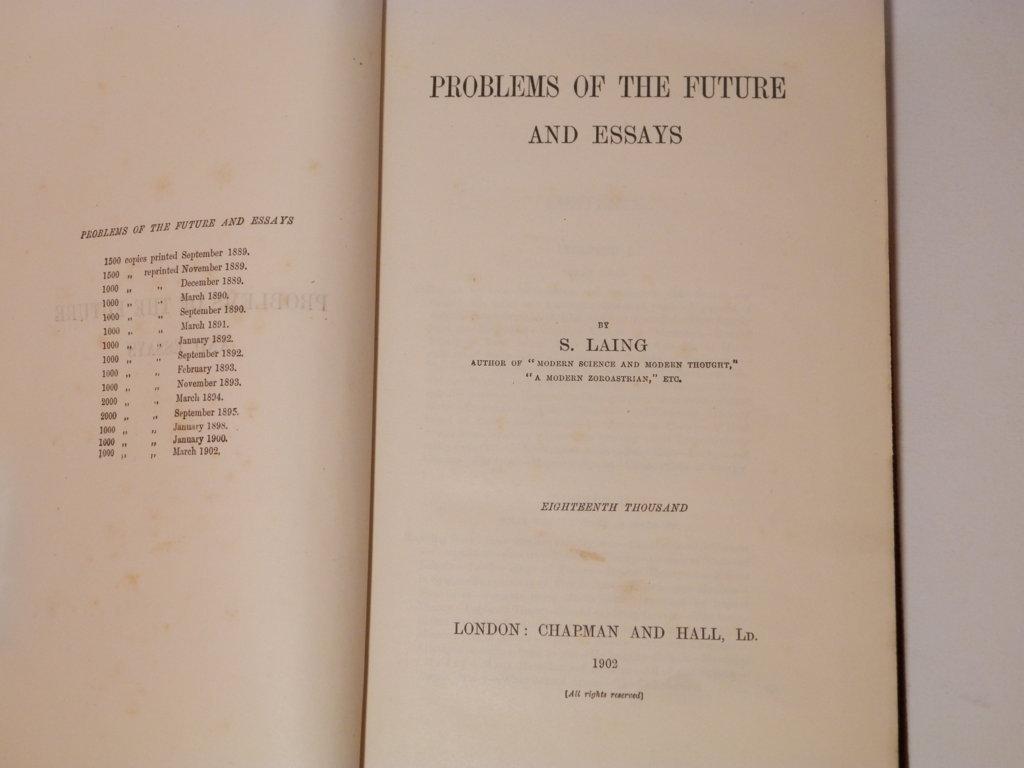 PROBLEMS OF THE FUTURE AND ESSAYS
1500 copies printed September 1889.
1500 „ reprinted November 1889.
1000 „ „ December 1889.
1000 „ „ March 1890.
1000 „ „ September 1890.
1000 „ „ March 1891.
1000 „ „ January 1892.
1000 „ „ September 1892.
1000 „ „ February 1893.
1000 „ „ November 1893.
2000 „ „ March 1894.
2000 „ „ September 1895.
1000 „ „ January 1898.
1000 „ „ January 1900.
1000 „ „ March 1902.
PROBLEMS OF THE FUTURE
AND ESSAYS
BY
S. LAING
AUTHOR OF "MODERN SCIENCE AND MODERN THOUGHT,"
"A MODERN ZOROASTRIAN," ETC.
EIGHTEENTH THOUSAND
LONDON: CHAPMAN AND HALL, LD.
1902
[All rights reserved]